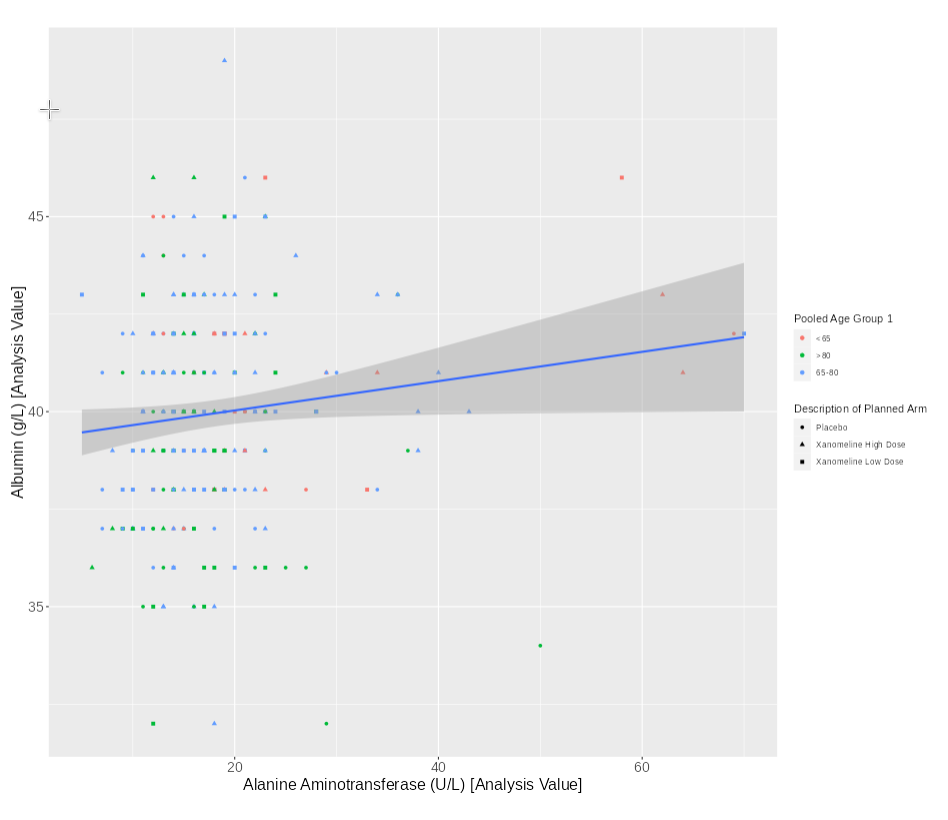 Albumin (g/L) [Analysis Value]
45
40
35
20 40 60
Alanine Aminotransferase (U/L) [Analysis Value]
Pooled Age Group 1
<65
>80
65-80
Description of Planned Arm
Placebo
Xanomeline High Dose
Xanomeline Low Dose